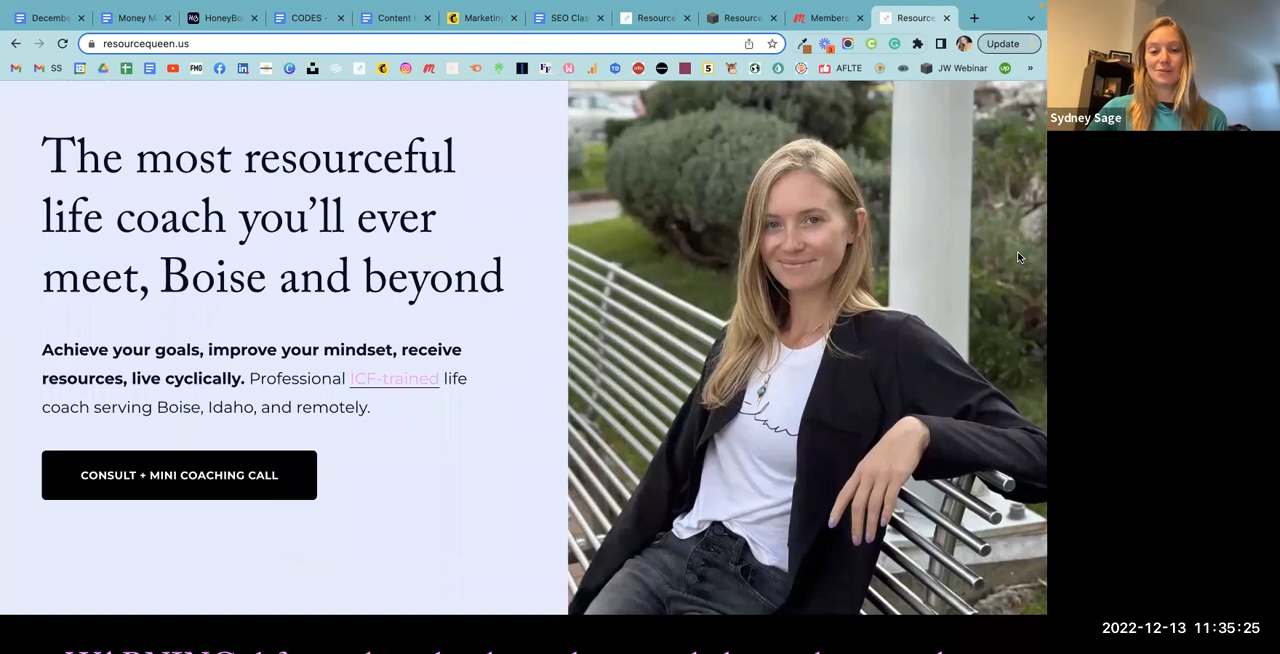 Decembe
Money M
HoneyBo
CODES -
Content
Marketin
SEO Clas
Resource
Resource
Members
Resource
resourcequeen.us
Update
SS
FMG
AFLTE
JW Webinar
»
Sydney Sage
The most resourceful
life coach you’ll ever
meet, Boise and beyond
Achieve your goals, improve your mindset, receive
resources, live cyclically. Professional ICF-trained life
coach serving Boise, Idaho, and remotely.
CONSULT + MINI COACHING CALL
2022-12-13 11:35:25